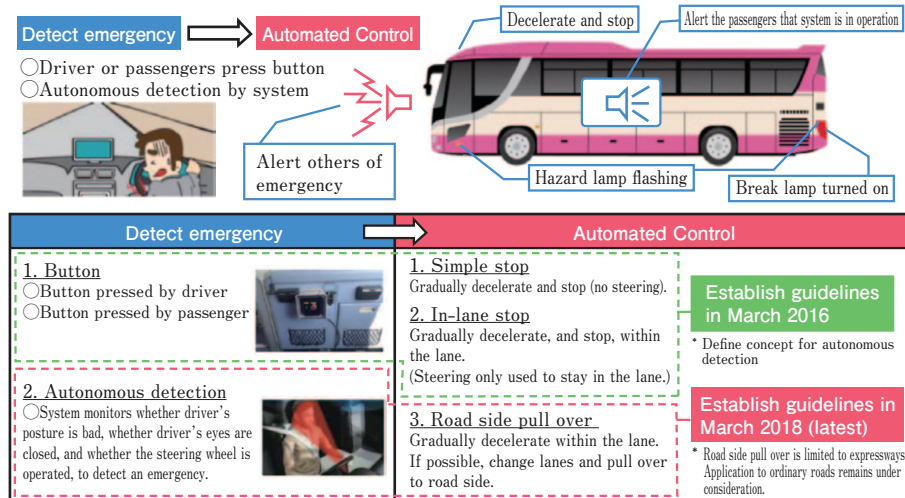 Detect emergency
Automated Control
○Driver or passengers press button
○Autonomous detection by system
Decelerate and stop
Alert the passengers that system is in operation
Alert others of
emergency
Hazard lamp flashing
Break lamp turned on
Detect emergency
Automated Control
1. Button
○Button pressed by driver
○Button pressed by passenger
2. Autonomous detection
○System monitors whether driver's
posture is bad, whether driver's eyes are
closed, and whether the steering wheel is
operated, to detect an emergency.
1. Simple stop
Gradually decelerate and stop (no steering).
2. In-lane stop
Gradually decelerate, and stop, within
the lane.
(Steering only used to stay in the lane.)
3. Road side pull over
Gradually decelerate within the lane.
If possible, change lanes and pull over
to road side.
Establish guidelines
in March 2016
* Define concept for autonomous
detection
Establish guidelines in
March 2018 (latest)
* Road side pull over is limited to expressways
Application to ordinary roads remains under
consideration.